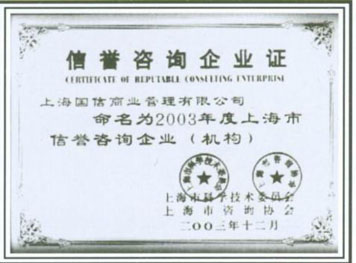 信誉咨询企业证
CERTIFICATE OF REPUTABLE CONSULTING ENTERPRISE
上海国信商业管理有限公司
命名为2003年度上海市
信誉咨询企业（机构）
上海市科学技术委员会
上海市咨询协会
二〇〇三年十二月